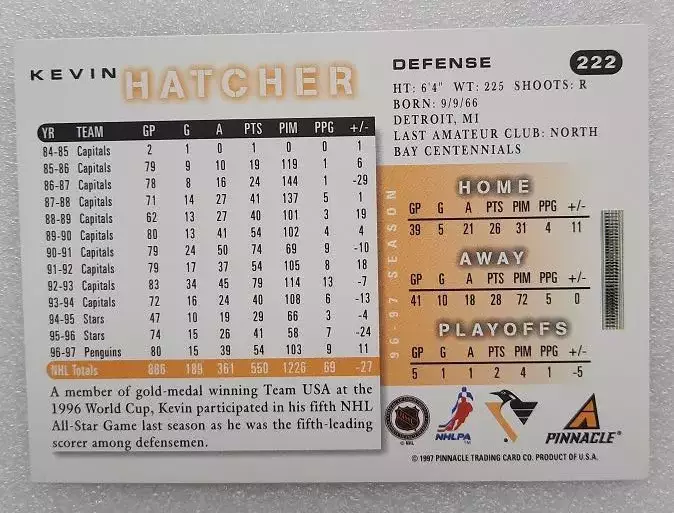 KEVIN HATCHER
DEFENSE
222
HT: 6'4" WT: 225 SHOOTS: R
BORN: 9/9/66
DETROIT, MI
LAST AMATEUR CLUB: NORTH
BAY CENTENNIALS
YR TEAM GP G A PTS PIM PPG +/-
84-85 Capitals 2 1 0 1 0 0 1
85-86 Capitals 79 9 10 19 119 1 6
86-87 Capitals 78 8 16 24 144 1 -29
87-88 Capitals 71 14 27 41 137 5 1
88-89 Capitals 62 13 27 40 101 3 19
89-90 Capitals 80 13 41 54 102 4 4
90-91 Capitals 79 24 50 74 69 9 -10
91-92 Capitals 79 17 37 54 105 8 18
92-93 Capitals 83 34 45 79 114 13 -7
93-94 Capitals 72 16 24 40 108 6 -13
94-95 Stars 47 10 19 29 66 3 -4
95-96 Stars 74 15 26 41 58 7 -24
96-97 Penguins 80 15 39 54 103 9 11
NHL Totals 886 189 361 550 1226 69 -27
A member of gold-medal winning Team USA at the
1996 World Cup, Kevin participated in his fifth NHL
All-Star Game last season as he was the fifth-leading
scorer among defensemen.
96-97 SEASON
HOME
GP G A PTS PIM PPG +/-
39 5 21 26 31 4 11
AWAY
GP G A PTS PIM PPG +/-
41 10 18 28 72 5 0
PLAYOFFS
GP G A PTS PIM PPG +/-
5 1 1 2 4 1 -5
NHL
© NHL
NHLPA
PINNACLE
© 1997 PINNACLE TRADING CARD CO. PRODUCT OF U.S.A.